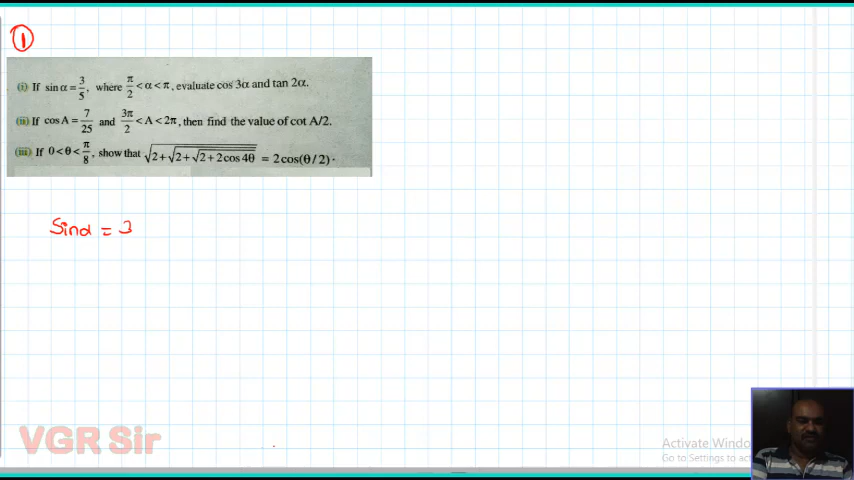 ①
(i) If sin α = 3/5, where π/2 < α < π, evaluate cos 3α and tan 2α.
(ii) If cos A = 7/25 and 3π/2 < A < 2π, then find the value of cot A/2.
(iii) If 0 < θ < π/8, show that √(2+√(2+√(2+2cos 4θ))) = 2cos(θ/2).
Sinα = 3
VGR Sir
Activate Windo
Go to Settings to act